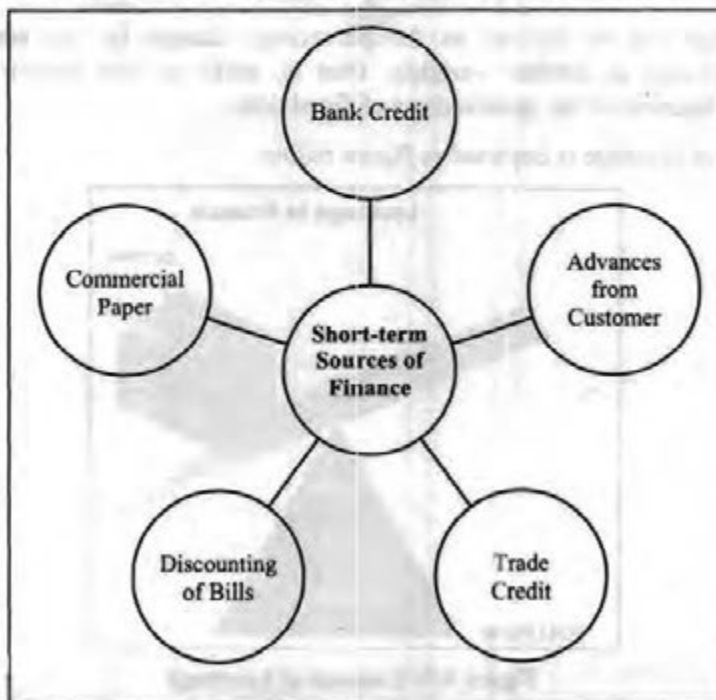 Bank Credit
Commercial
Paper
Advances
from
Customer
Short-term
Sources of
Finance
Discounting
of Bills
Trade
Credit